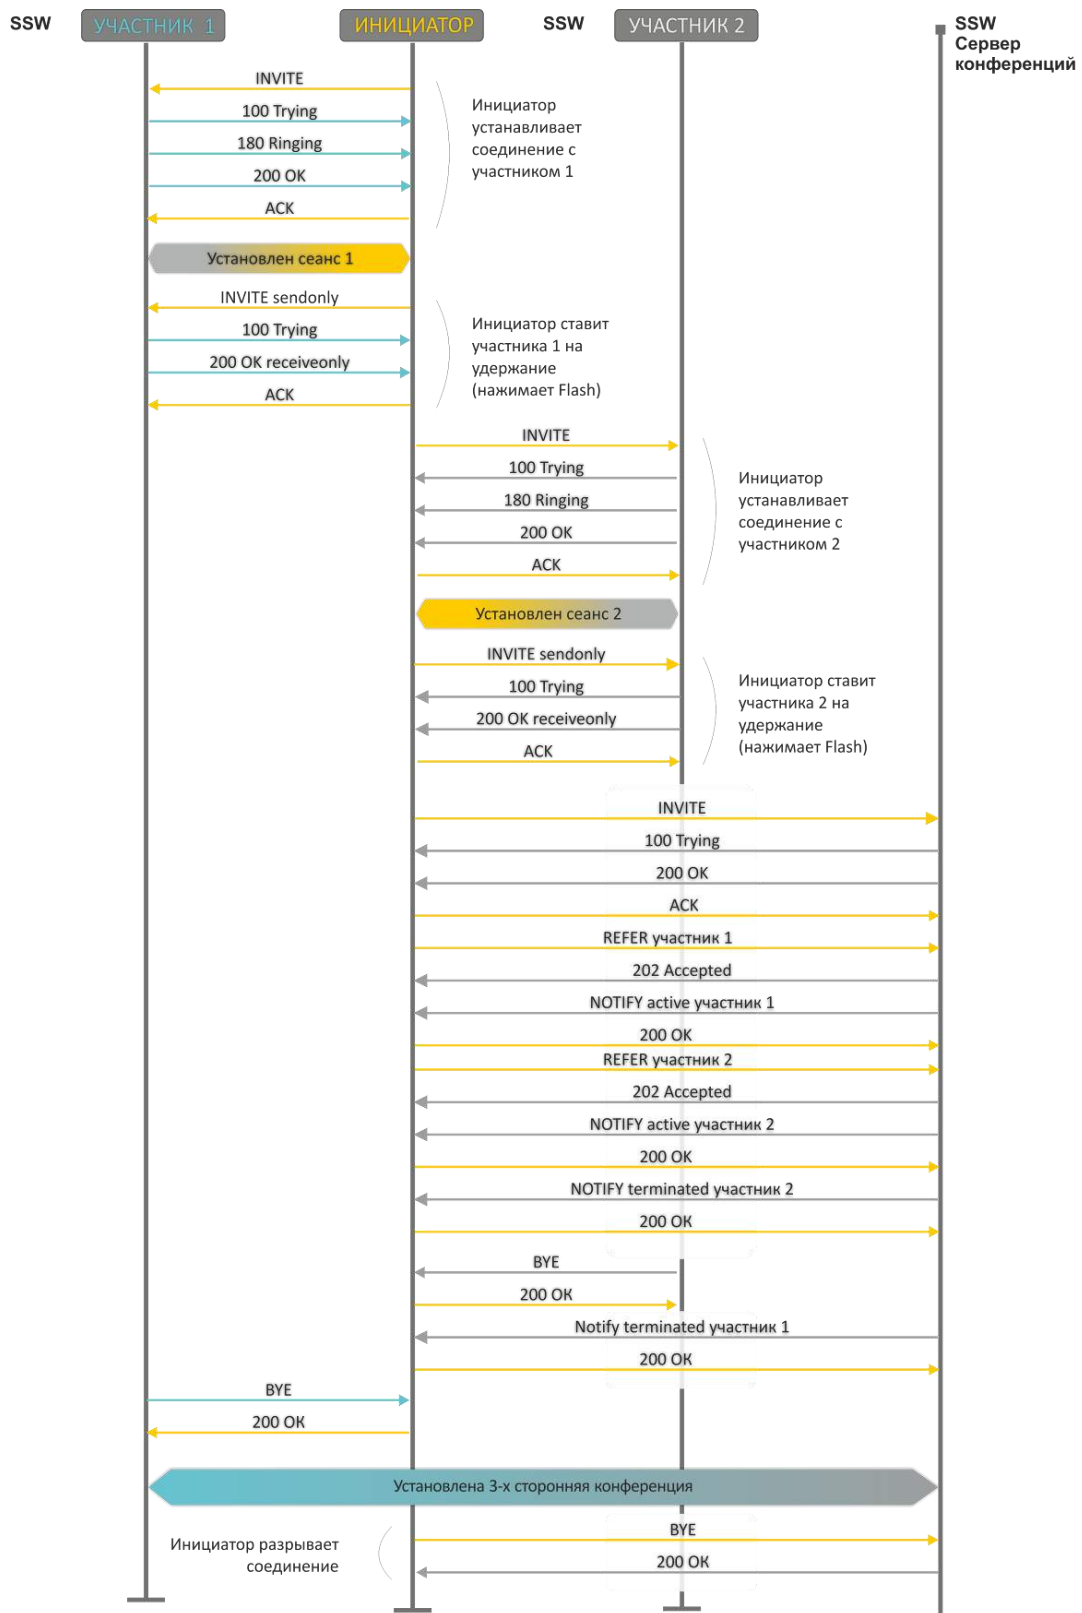 SSW
УЧАСТНИК 1
ИНИЦИАТОР
SSW
УЧАСТНИК 2
SSW
Сервер
конференций
INVITE
100 Trying
180 Ringing
200 OK
ACK
Инициатор
устанавливает
соединение с
участником 1
Установлен сеанс 1
INVITE sendonly
100 Trying
200 OK receiveonly
ACK
Инициатор ставит
участника 1 на
удержание
(нажимает Flash)
INVITE
100 Trying
180 Ringing
200 OK
ACK
Инициатор
устанавливает
соединение с
участником 2
Установлен сеанс 2
INVITE sendonly
100 Trying
200 OK receiveonly
ACK
Инициатор ставит
участника 2 на
удержание
(нажимает Flash)
INVITE
100 Trying
200 OK
ACK
REFER участник 1
202 Accepted
NOTIFY active участник 1
200 OK
REFER участник 2
202 Accepted
NOTIFY active участник 2
200 OK
NOTIFY terminated участник 2
200 OK
BYE
200 OK
Notify terminated участник 1
200 OK
BYE
200 OK
Установлена 3-х сторонняя конференция
Инициатор разрывает
соединение
BYE
200 OK